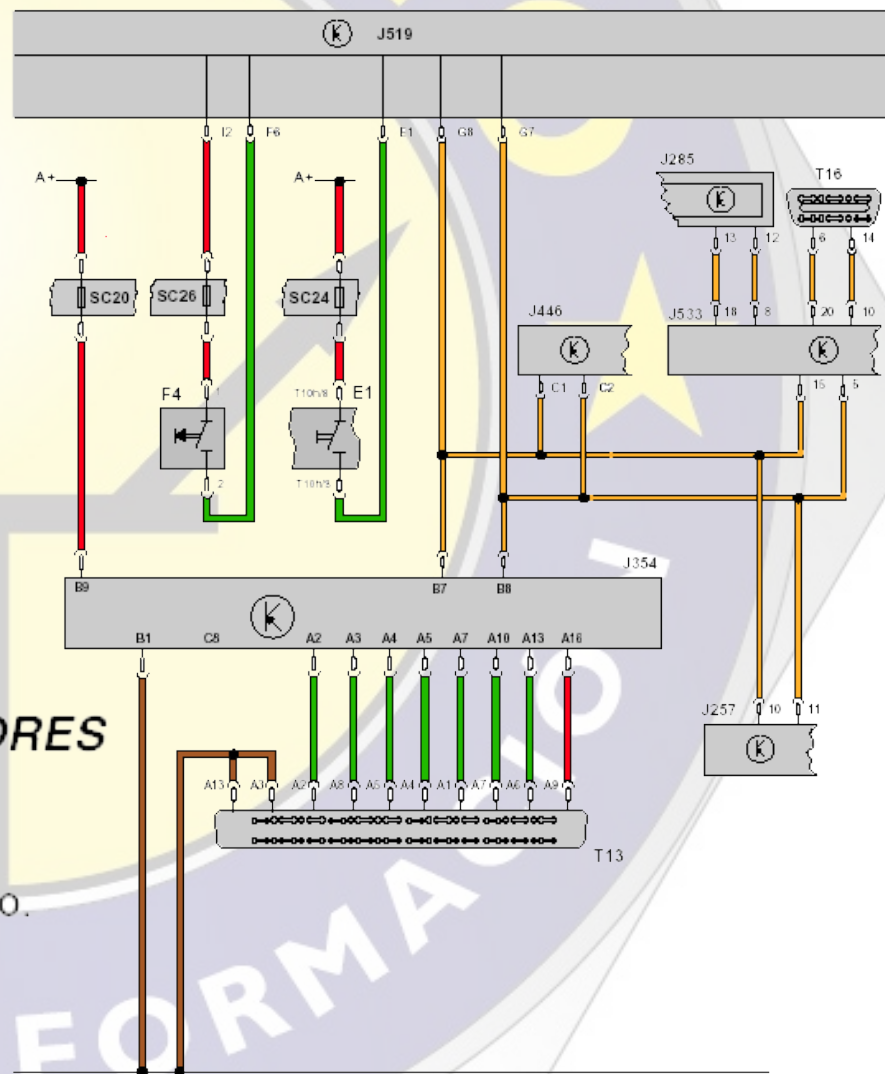 J519
I2 F6 E1 G8 G7
A+ A+ J285 T16
13 12 6 14
SC20 SC26 SC24 J446 J533 18 8 20 10
C1 C2 15 6
F4 1 T10h/8 E1
2 T10h/3
J354
B9 B7 B8
B1 C8 A2 A3 A4 A5 A7 A10 A13 A16
J257 10 11
ORES
A13 A3 A2 A8 A5 A4 A1 A7 A6 A9
T13
O.
FORMACIÓN